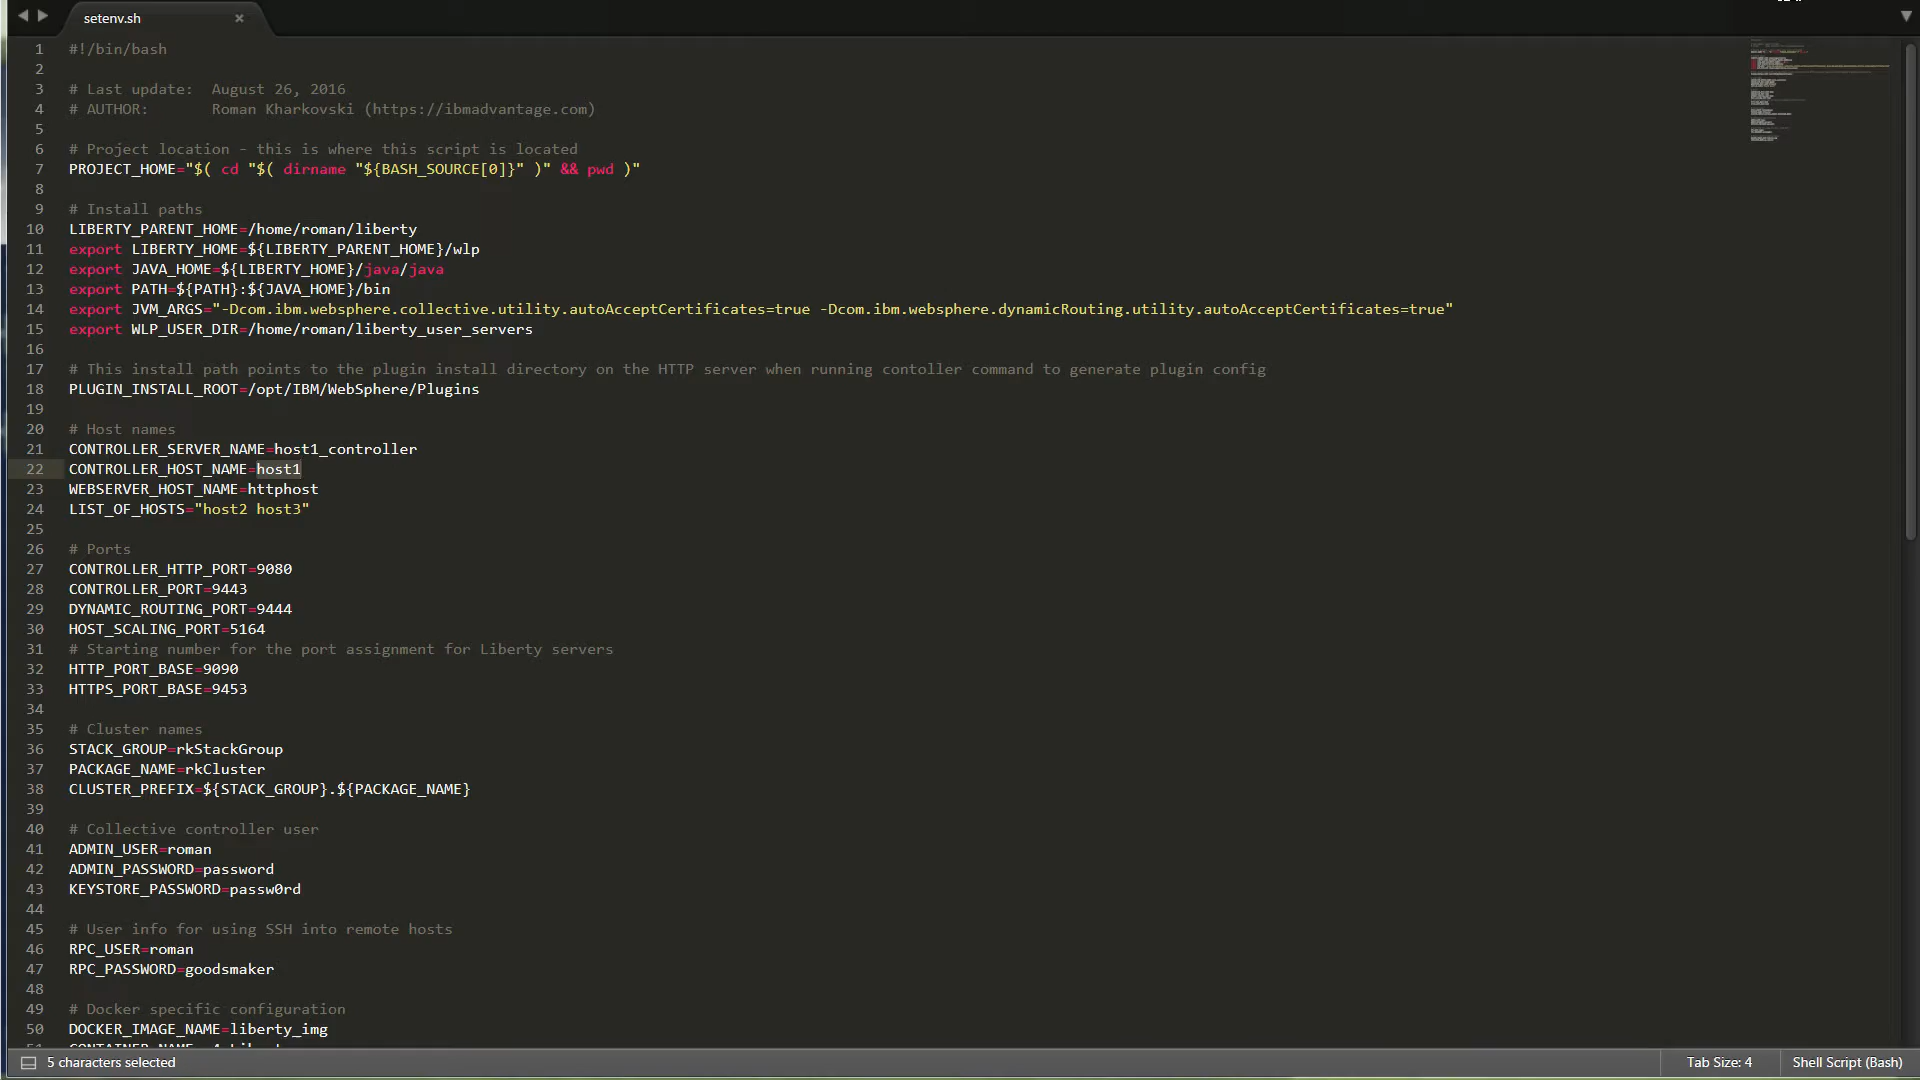 setenv.sh
1 #!/bin/bash
2
3 # Last update:  August 26, 2016
4 # AUTHOR:       Roman Kharkovski (https://ibmadvantage.com)
5
6 # Project location - this is where this script is located
7 PROJECT_HOME="$( cd "$( dirname "${BASH_SOURCE[0]}" )" && pwd )"
8
9 # Install paths
10 LIBERTY_PARENT_HOME=/home/roman/liberty
11 export LIBERTY_HOME=${LIBERTY_PARENT_HOME}/wlp
12 export JAVA_HOME=${LIBERTY_HOME}/java/java
13 export PATH=${PATH}:${JAVA_HOME}/bin
14 export JVM_ARGS="-Dcom.ibm.websphere.collective.utility.autoAcceptCertificates=true -Dcom.ibm.websphere.dynamicRouting.utility.autoAcceptCertificates=true"
15 export WLP_USER_DIR=/home/roman/liberty_user_servers
16
17 # This install path points to the plugin install directory on the HTTP server when running contoller command to generate plugin config
18 PLUGIN_INSTALL_ROOT=/opt/IBM/WebSphere/Plugins
19
20 # Host names
21 CONTROLLER_SERVER_NAME=host1_controller
22 CONTROLLER_HOST_NAME=host1
23 WEBSERVER_HOST_NAME=httphost
24 LIST_OF_HOSTS="host2 host3"
25
26 # Ports
27 CONTROLLER_HTTP_PORT=9080
28 CONTROLLER_PORT=9443
29 DYNAMIC_ROUTING_PORT=9444
30 HOST_SCALING_PORT=5164
31 # Starting number for the port assignment for Liberty servers
32 HTTP_PORT_BASE=9090
33 HTTPS_PORT_BASE=9453
34
35 # Cluster names
36 STACK_GROUP=rkStackGroup
37 PACKAGE_NAME=rkCluster
38 CLUSTER_PREFIX=${STACK_GROUP}.${PACKAGE_NAME}
39
40 # Collective controller user
41 ADMIN_USER=roman
42 ADMIN_PASSWORD=password
43 KEYSTORE_PASSWORD=passw0rd
44
45 # User info for using SSH into remote hosts
46 RPC_USER=roman
47 RPC_PASSWORD=goodsmaker
48
49 # Docker specific configuration
50 DOCKER_IMAGE_NAME=liberty_img
5 characters selected
Tab Size: 4
Shell Script (Bash)